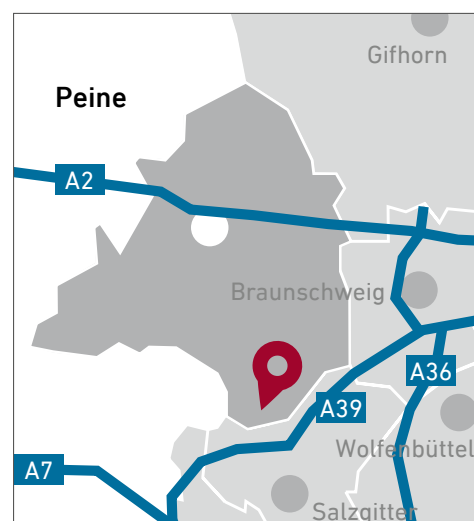 Gifhorn
Peine
A2
Braunschweig
A36
A39
Wolfenbüttel
A7
Salzgitter